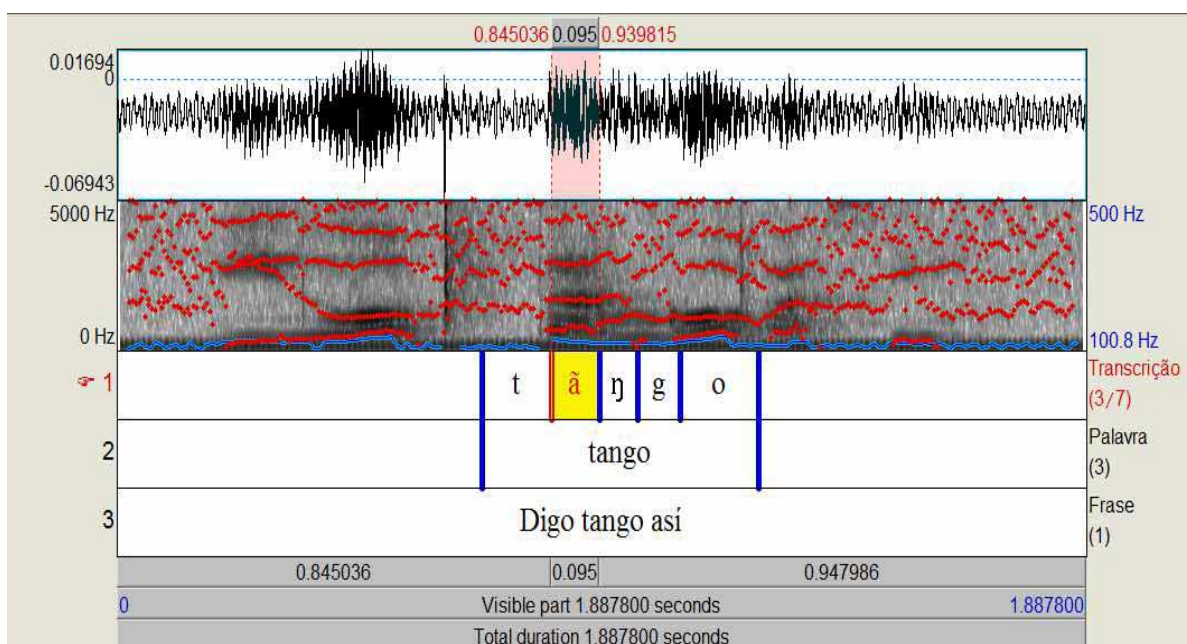 0.845036 0.095 0.939815
0.01694
0
-0.06943
5000 Hz 500 Hz
0 Hz 100.8 Hz
1 t ã ŋ g o Transcrição
(3/7)
2 tango Palavra
(3)
3 Digo tango así Frase
(1)
0.845036 0.095 0.947986
0 Visible part 1.887800 seconds 1.887800
Total duration 1.887800 seconds